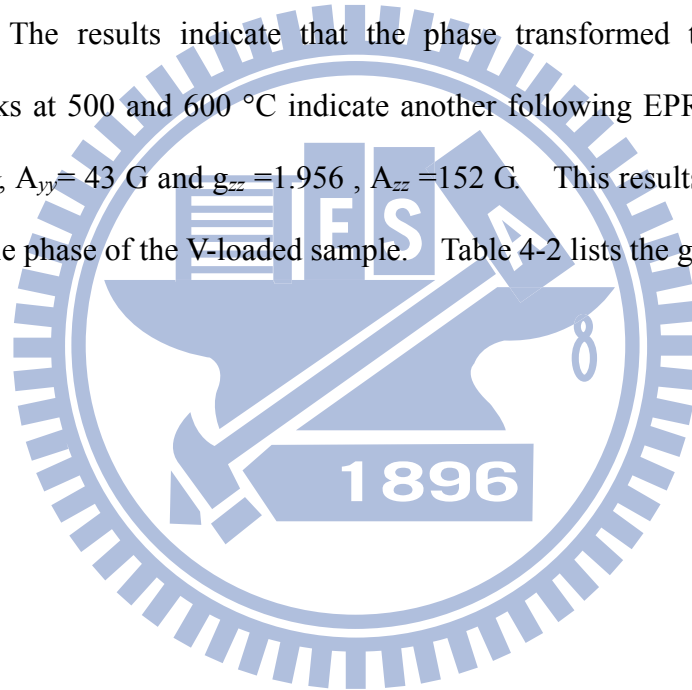 The results indicate that the phase transformed t
ks at 500 and 600 °C indicate another following EPR
, Ayy= 43 G and gzz =1.956 , Azz =152 G. This results
e phase of the V-loaded sample. Table 4-2 lists the g
E S A
1896